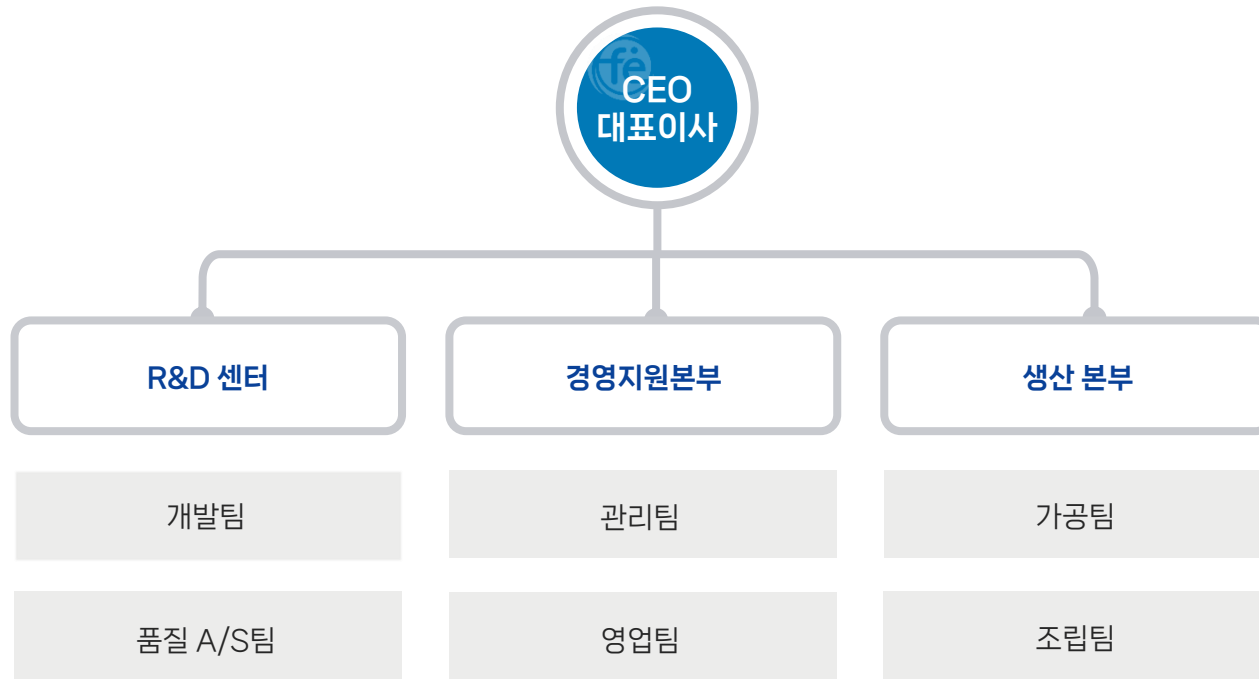 fe
CEO
대표이사
R&D 센터
경영지원본부
생산 본부
개발팀
관리팀
가공팀
품질 A/S팀
영업팀
조립팀